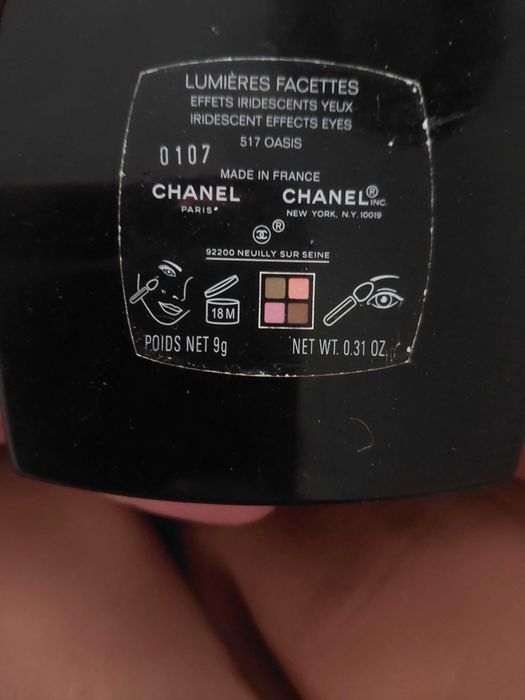 LUMIÈRES FACETTES
EFFETS IRIDESCENTS YEUX
IRIDESCENT EFFECTS EYES
517 OASIS
0107
MADE IN FRANCE
CHANEL CHANEL® INC.
PARIS NEW YORK, N.Y. 10019
®
92200 NEUILLY SUR SEINE
18 M
POIDS NET 9g NET WT. 0.31 OZ.